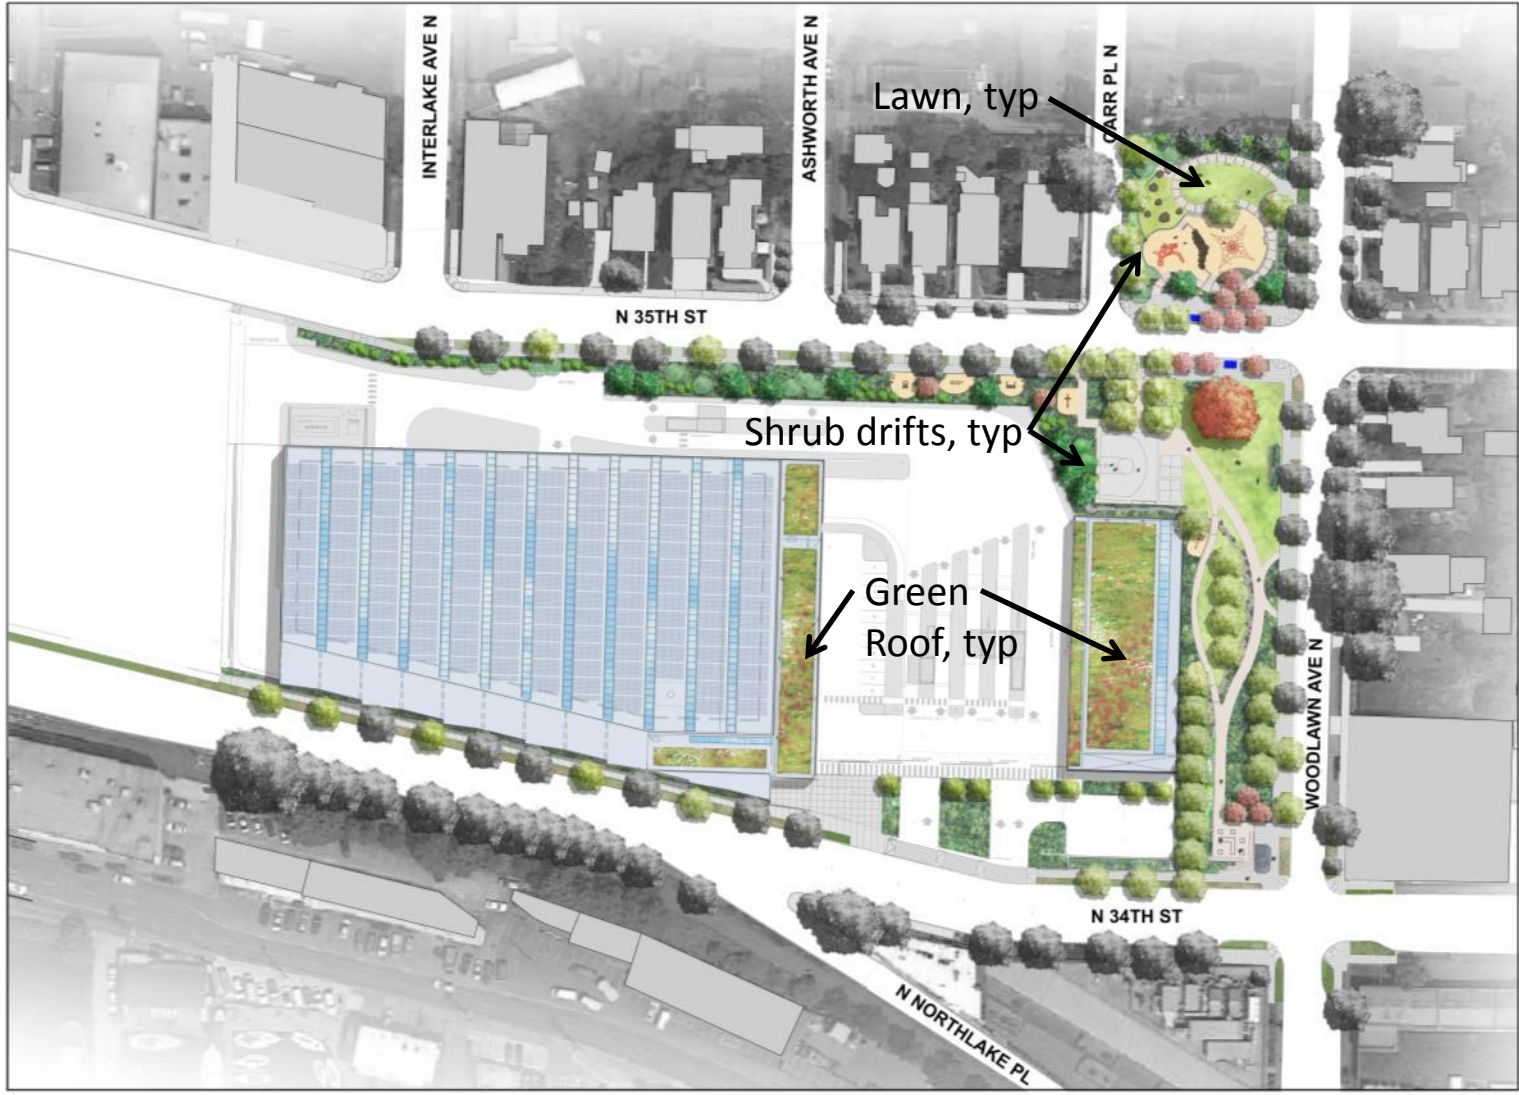 INTERLAKE AVE N
ASHWORTH AVE N
CARR PL N
Lawn, typ
N 35TH ST
Shrub drifts, typ
Green
Roof, typ
WOODLAWN AVE N
N 34TH ST
N NORTHLAKE PL